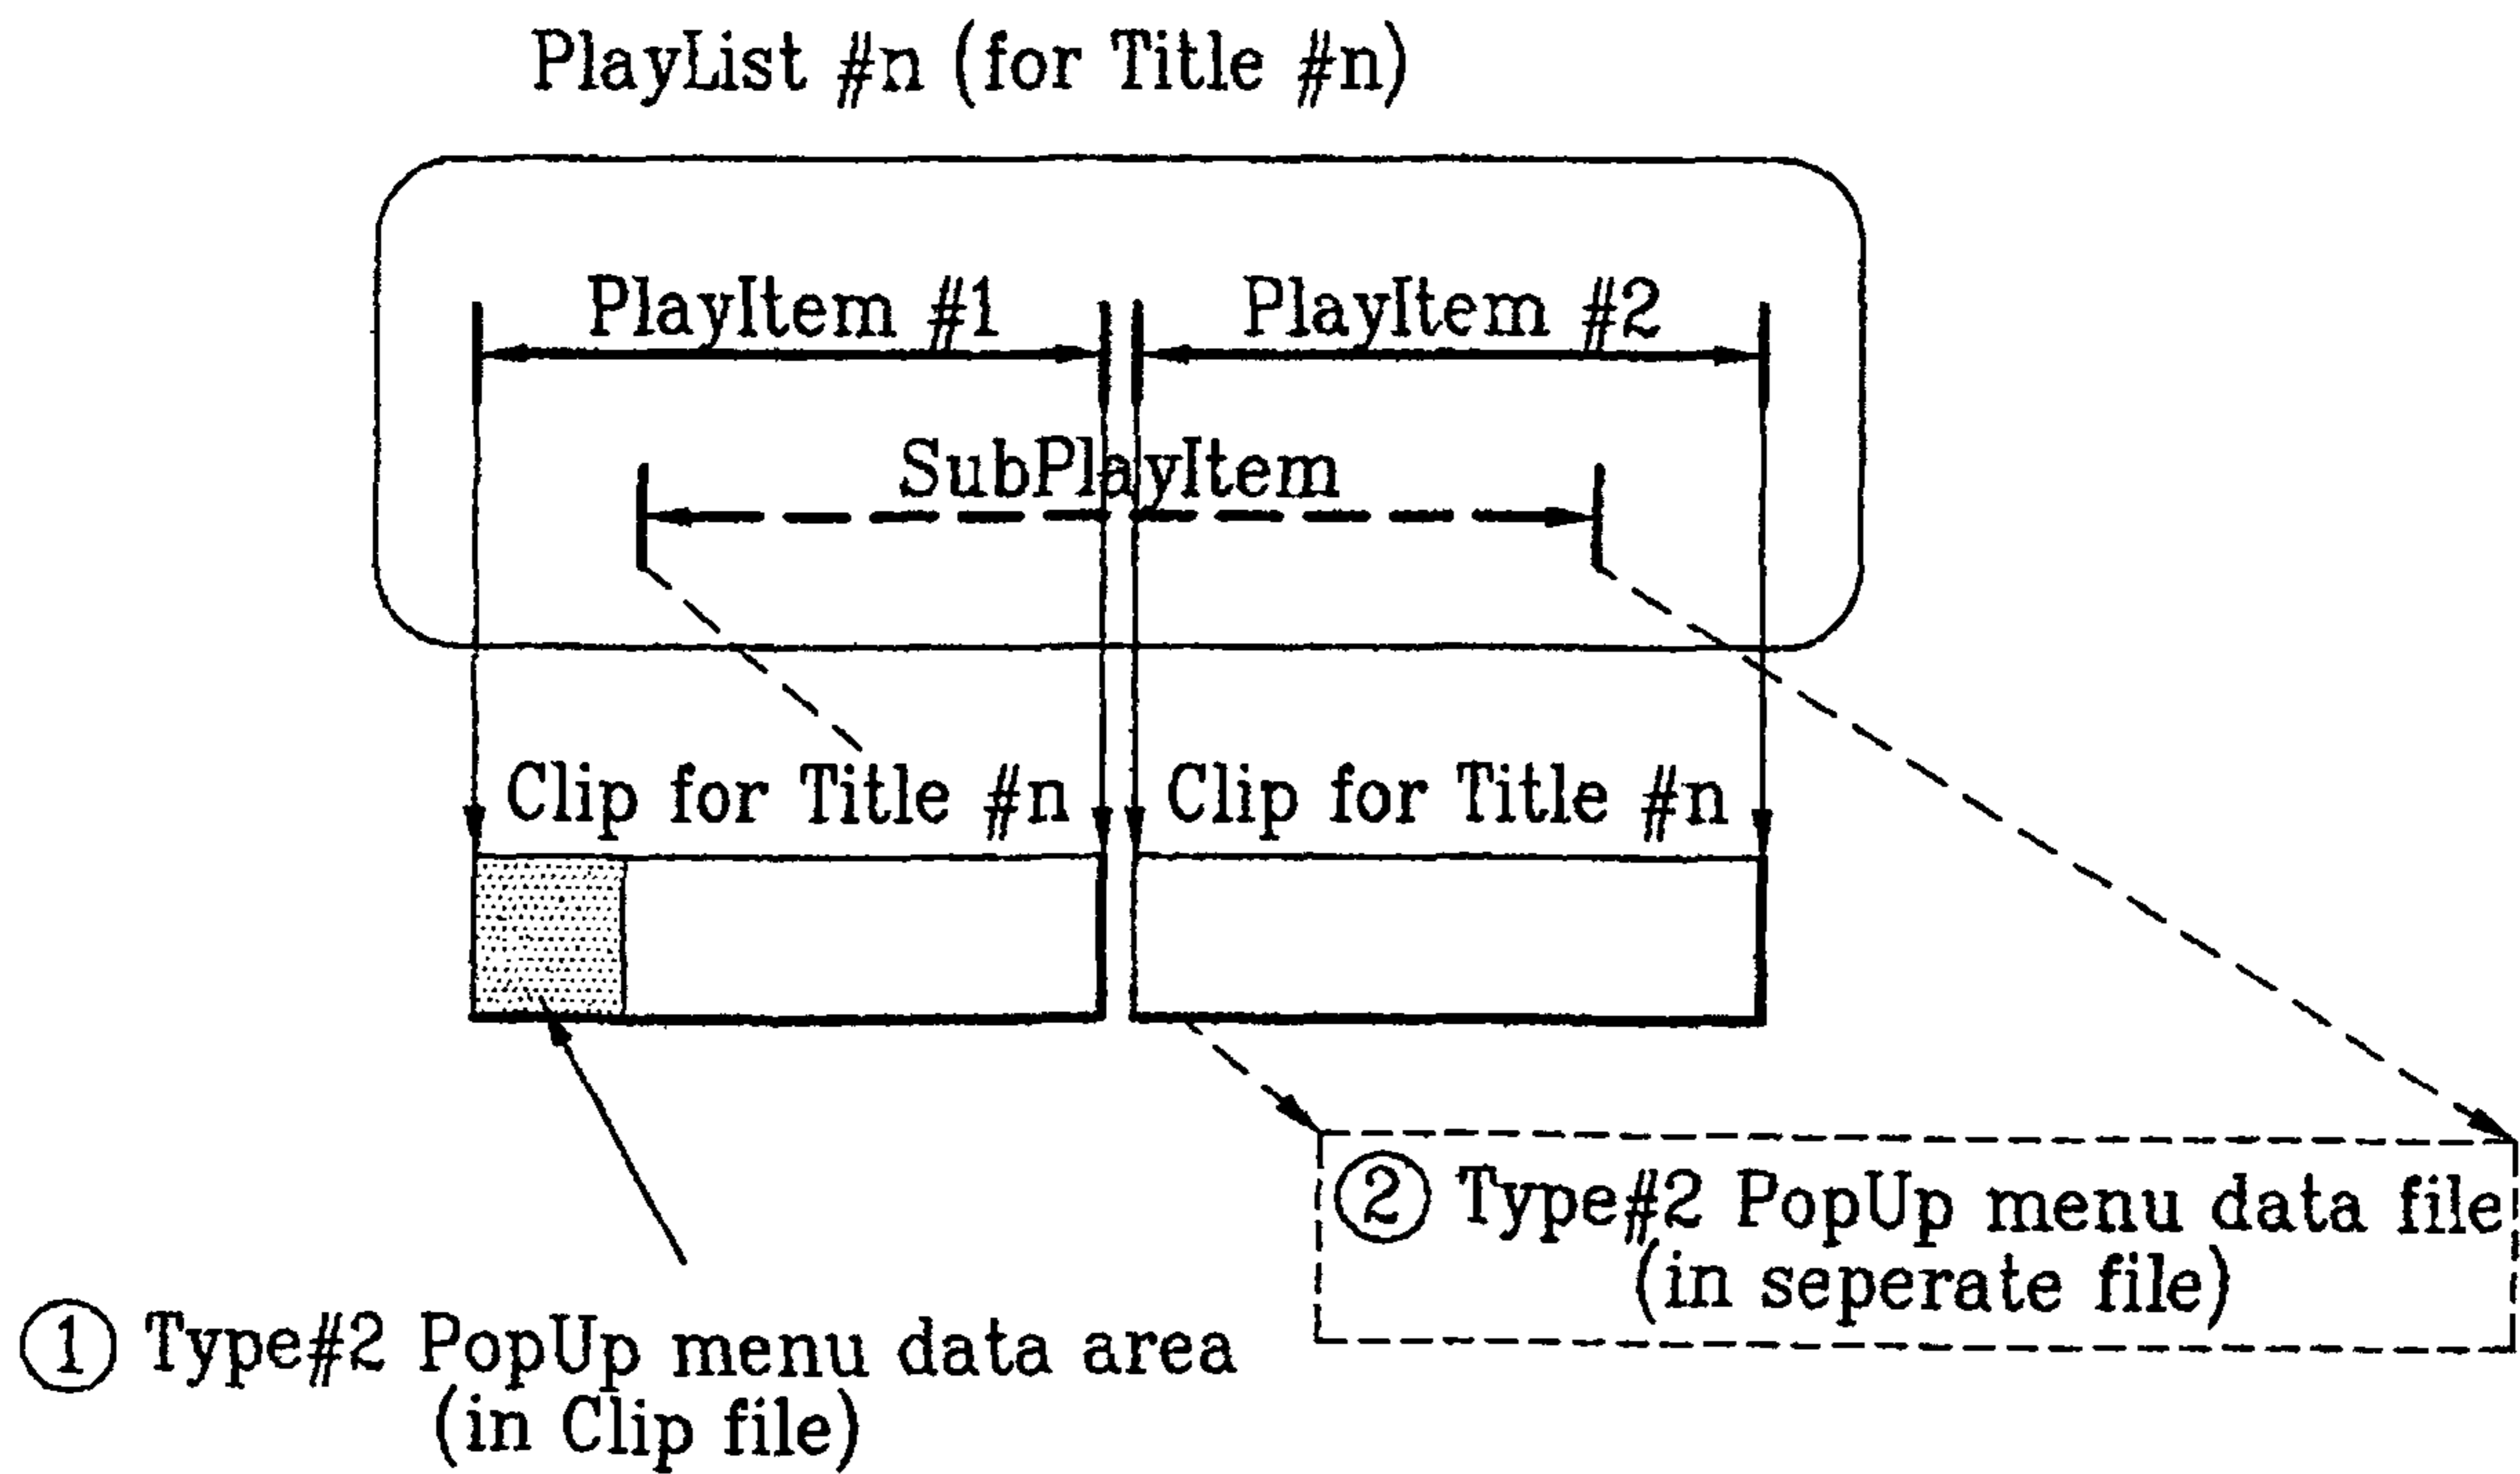 PlayList #n (for Title #n)
PlayItem #1
PlayItem #2
SubPlayItem
Clip for Title #n
Clip for Title #n
② Type#2 PopUp menu data file
(in seperate file)
① Type#2 PopUp menu data area
(in Clip file)